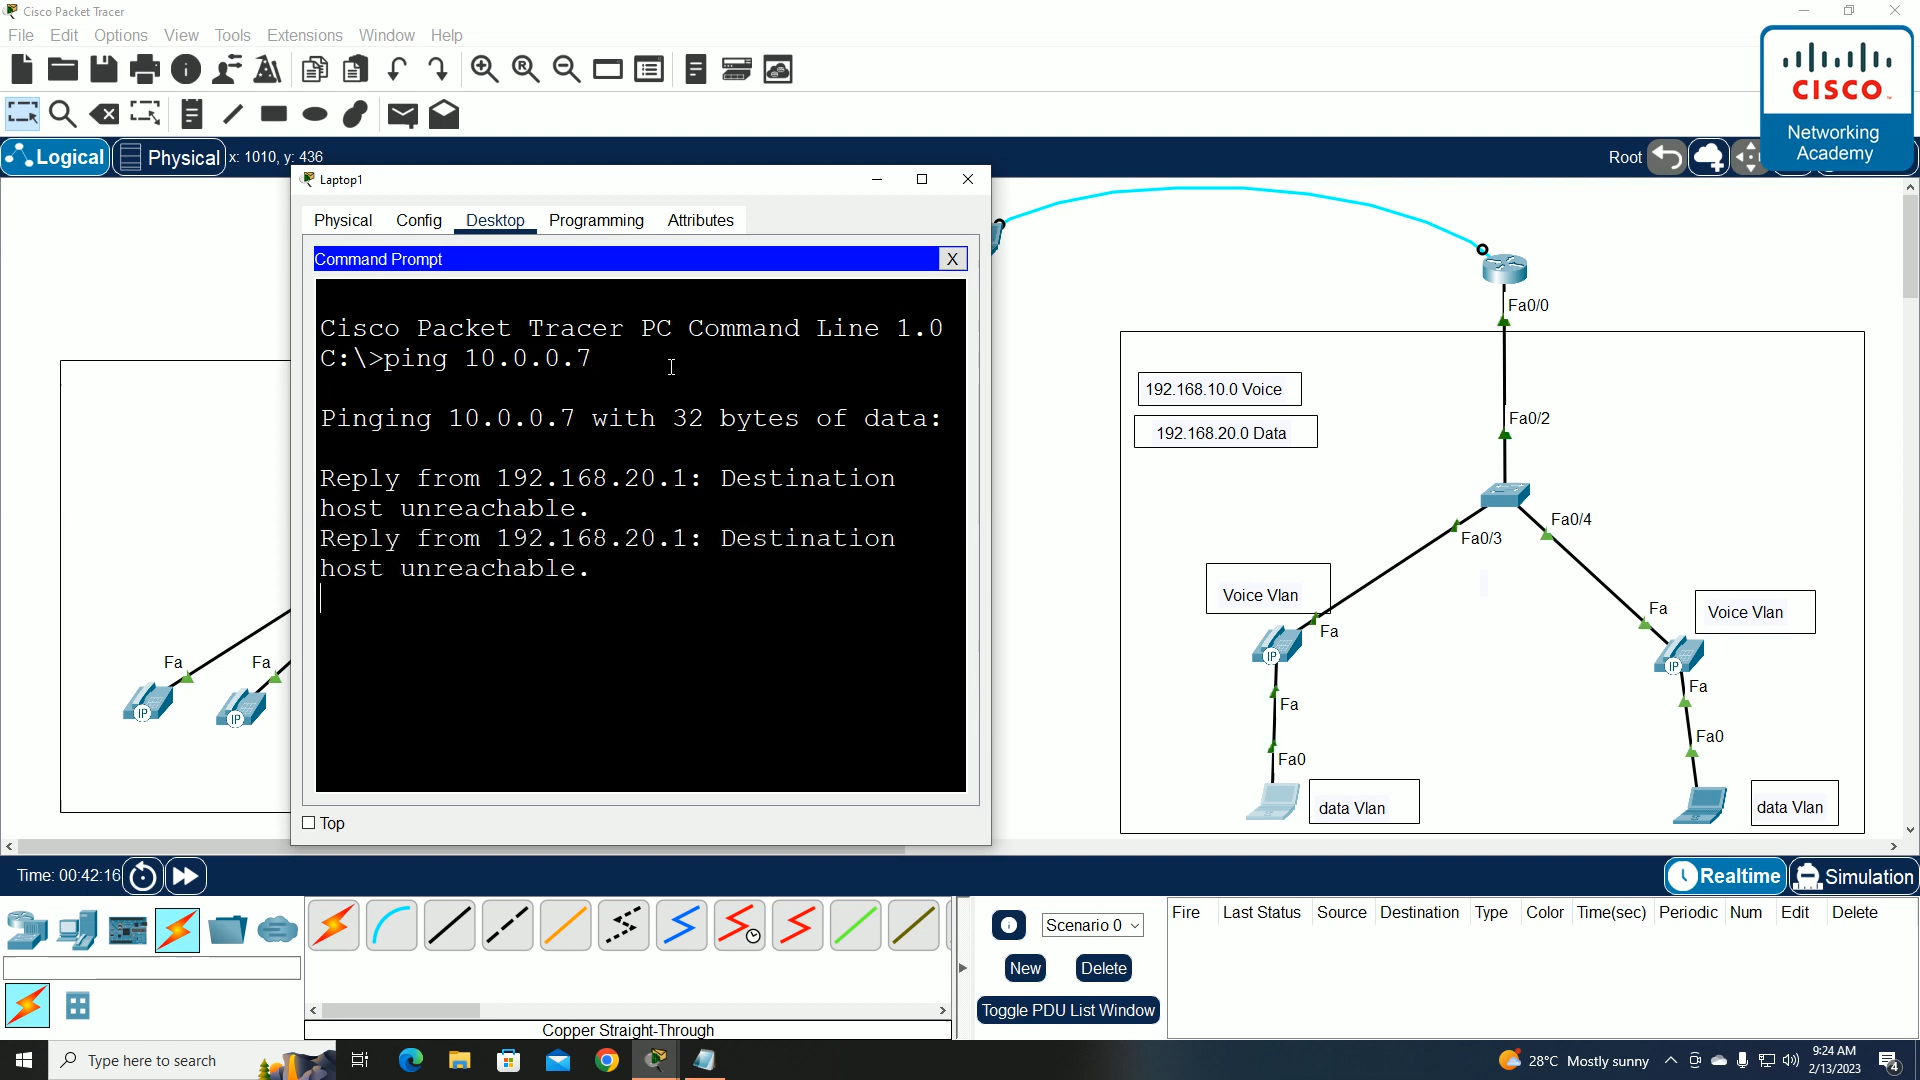 Cisco Packet Tracer
File Edit Options View Tools Extensions Window Help
CISCO
Networking
Academy
Logical Physical x: 1010, y: 436
Root
Laptop1
Physical Config Desktop Programming Attributes
Command Prompt X
Cisco Packet Tracer PC Command Line 1.0
C:\>ping 10.0.0.7
Pinging 10.0.0.7 with 32 bytes of data:
Reply from 192.168.20.1: Destination
host unreachable.
Reply from 192.168.20.1: Destination
host unreachable.
Top
Fa Fa
IP IP
Fa0/0
192.168.10.0 Voice
192.168.20.0 Data
Fa0/2
Fa0/4
Fa0/3
Voice Vlan
Fa
Voice Vlan
Fa
IP
IP
Fa
Fa
Fa0
Fa0
data Vlan
data Vlan
Time: 00:42:16
Realtime Simulation
Scenario 0
New Delete
Toggle PDU List Window
Fire Last Status Source Destination Type Color Time(sec) Periodic Num Edit Delete
Copper Straight-Through
Type here to search
28°C Mostly sunny
9:24 AM
2/13/2023
4